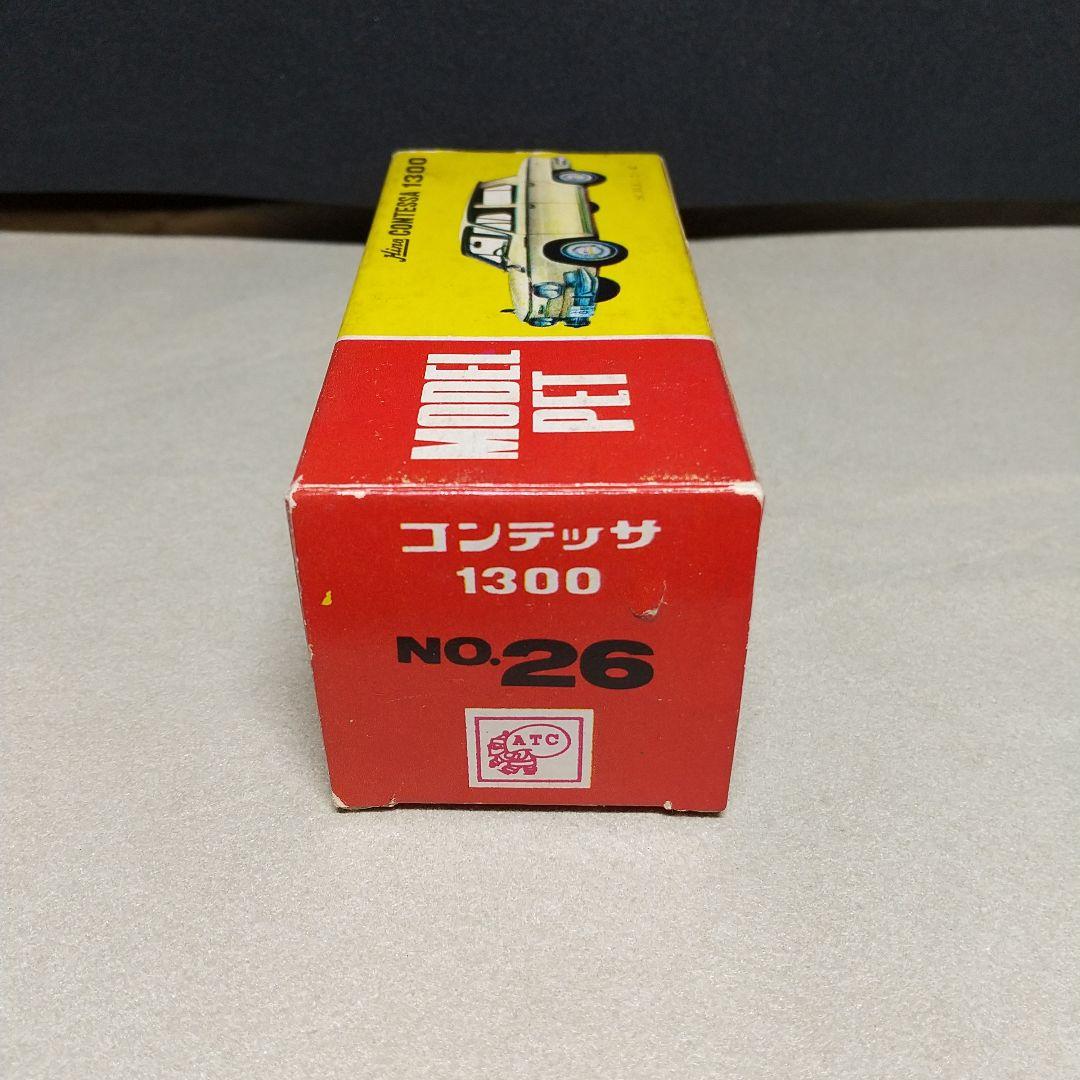 Hino CONTESSA 1300
MODEL
PET
コンテッサ
1300
NO.26
ATC